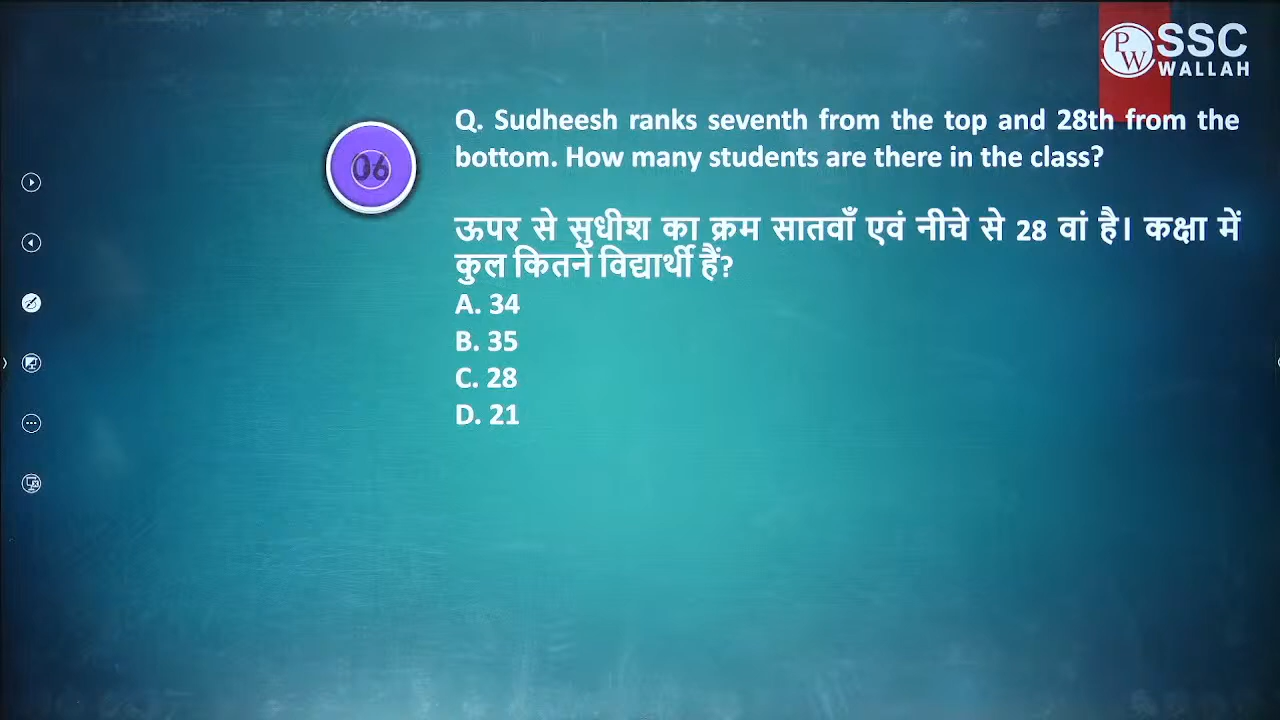 PW SSC
WALLAH
06
Q. Sudheesh ranks seventh from the top and 28th from the
bottom. How many students are there in the class?
ऊपर से सुधीश का क्रम सातवाँ एवं नीचे से 28 वां है। कक्षा में
कुल कितने विद्यार्थी हैं?
A. 34
B. 35
C. 28
D. 21